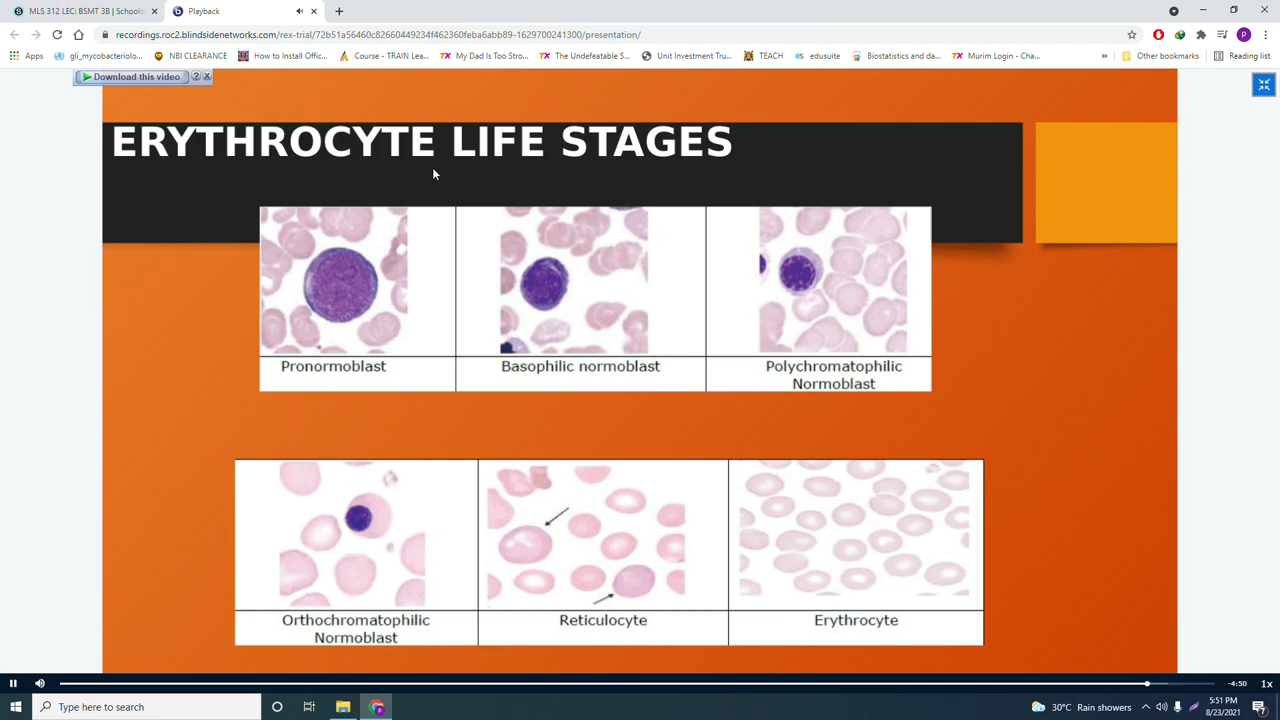 MLS 312 LEC: BSMT 3B | Schoolo
Playback
recordings.roc2.blindsidenetworks.com/rex-trial/72b51a56460c82660449234f462360feba6abb89-1629700241300/presentation/
Apps
gli_mycobacteriolo...
NBI CLEARANCE
How to Install Offic...
Course - TRAIN Lea...
My Dad Is Too Stro...
The Undefeatable S...
Unit Investment Tru...
TEACH
edusuite
Biostatistics and da...
Murim Login - Cha...
»
Other bookmarks
Reading list
Download this video
ERYTHROCYTE LIFE STAGES
Pronormoblast
Basophilic normoblast
Polychromatophilic
Normoblast
Orthochromatophilic
Normoblast
Reticulocyte
Erythrocyte
-4:50
1x
Type here to search
30°C Rain showers
5:51 PM
8/23/2021